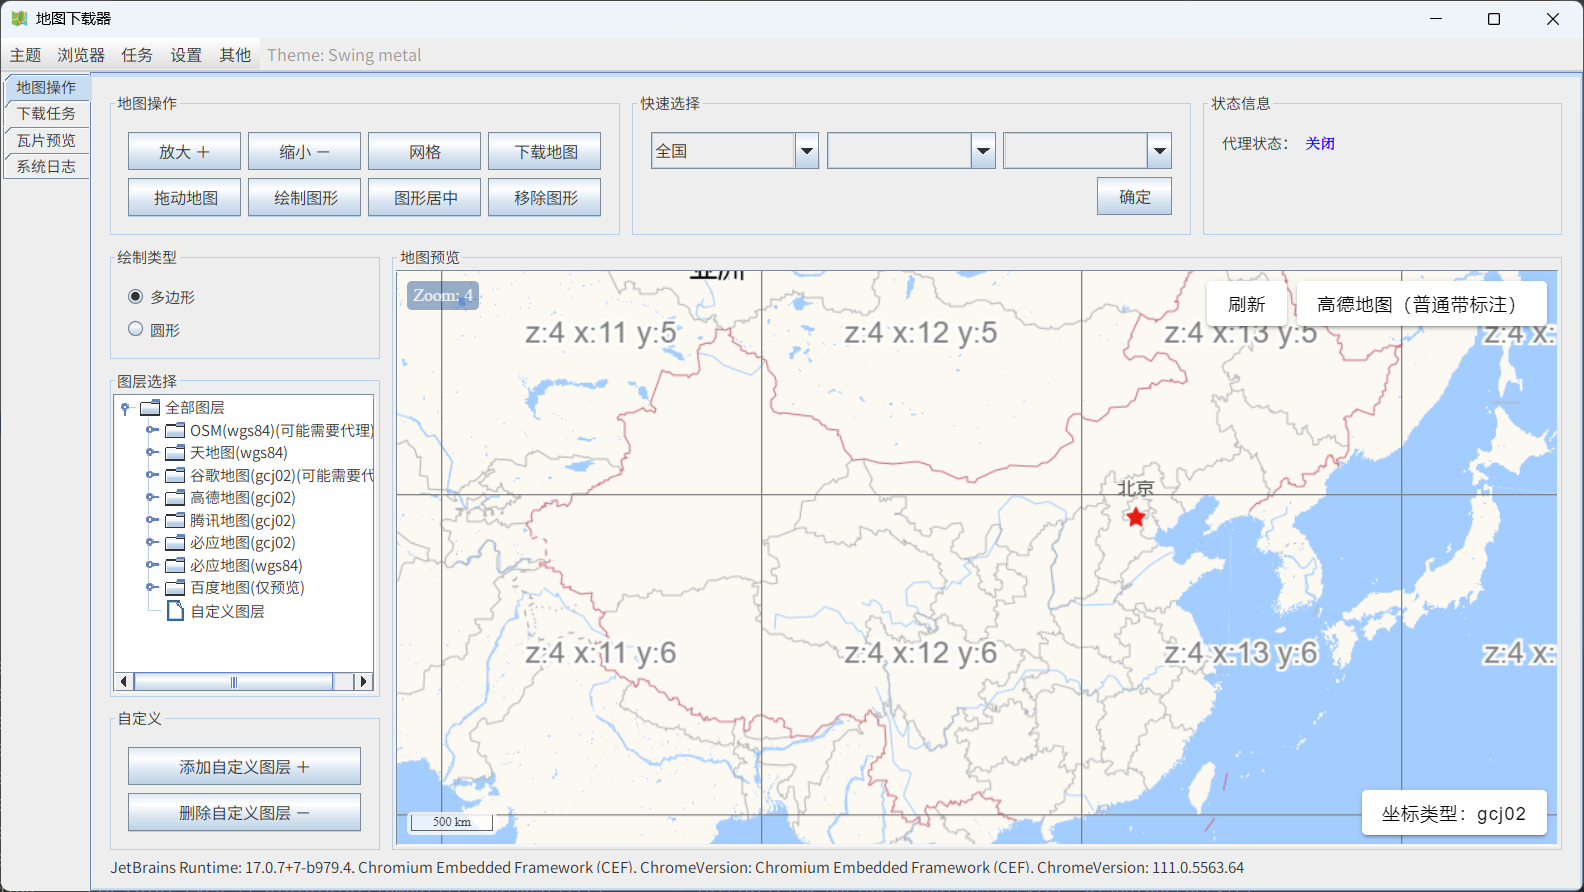 地图下载器
主题 浏览器 任务 设置 其他 Theme: Swing metal
地图操作
下载任务
瓦片预览
系统日志
地图操作
放大 + 缩小 － 网格 下载地图
拖动地图 绘制图形 图形居中 移除图形
快速选择
全国
确定
状态信息
代理状态： 关闭
绘制类型
多边形
圆形
图层选择
全部图层
OSM(wgs84)(可能需要代理)
天地图(wgs84)
谷歌地图(gcj02)(可能需要代
高德地图(gcj02)
腾讯地图(gcj02)
必应地图(gcj02)
必应地图(wgs84)
百度地图(仅预览)
自定义图层
自定义
添加自定义图层 +
删除自定义图层 －
地图预览
亚洲
Zoom: 4
刷新 高德地图（普通带标注）
z:4 x:11 y:5 z:4 x:12 y:5 z:4 x:13 y:5 z:4 x:
北京
z:4 x:11 y:6 z:4 x:12 y:6 z:4 x:13 y:6 z:4 x:
500 km
坐标类型：gcj02
JetBrains Runtime: 17.0.7+7-b979.4. Chromium Embedded Framework (CEF). ChromeVersion: Chromium Embedded Framework (CEF). ChromeVersion: 111.0.5563.64